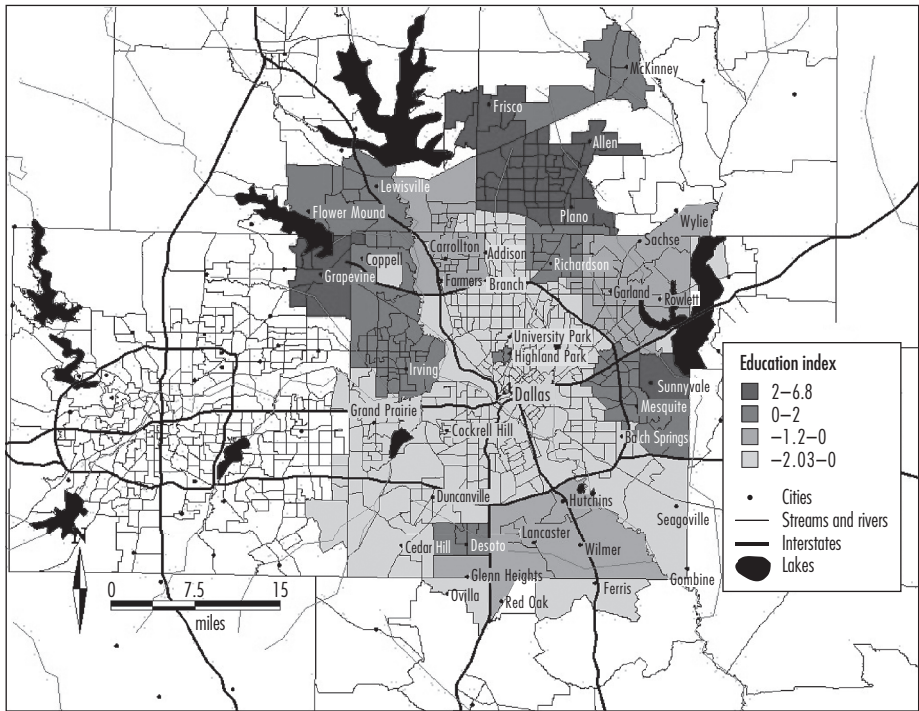 McKinney
Frisco
Allen
Lewisville
Flower Mound
Plano
Wylie
Sachse
Carrollton
Addison
Coppell
Richardson
Grapevine
Farmers
Branch
Garland
Rowlett
University Park
Highland Park
Irving
Sunnyvale
Dallas
Mesquite
Grand Prairie
Cockrell Hill
Balch Springs
Duncanville
Hutchins
Seagoville
Lancaster
Cedar Hill
Desoto
Wilmer
Glenn Heights
Gombine
Ferris
Ovilla
Red Oak
Education index
2–6.8
0–2
–1.2–0
–2.03–0
Cities
Streams and rivers
Interstates
Lakes
N
0 7.5 15
miles